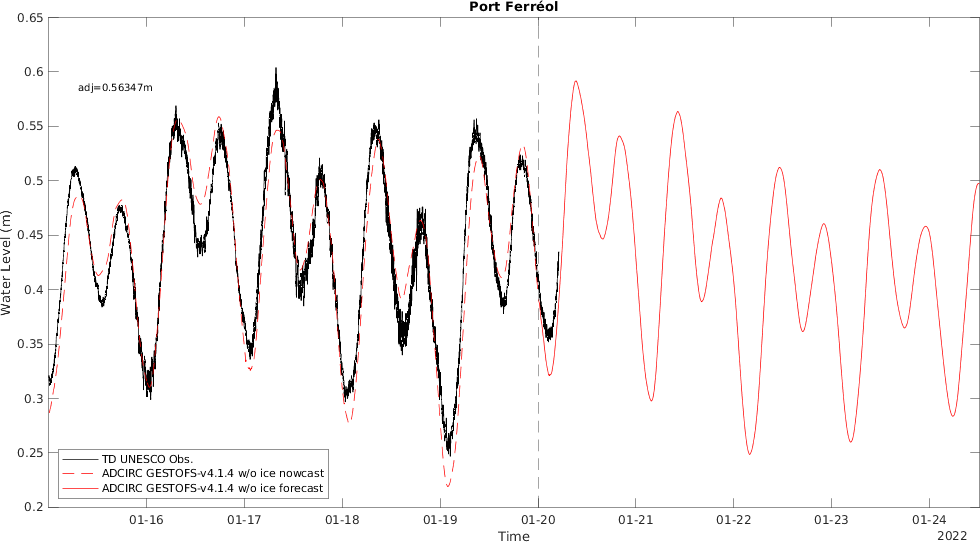 Port Ferréol
0.65
0.6
0.55
0.5
0.45
0.4
0.35
0.3
0.25
0.2
Water Level (m)
adj=0.56347m
TD UNESCO Obs.
ADCIRC GESTOFS-v4.1.4 w/o ice nowcast
ADCIRC GESTOFS-v4.1.4 w/o ice forecast
01-16 01-17 01-18 01-19 01-20 01-21 01-22 01-23 01-24
Time
2022